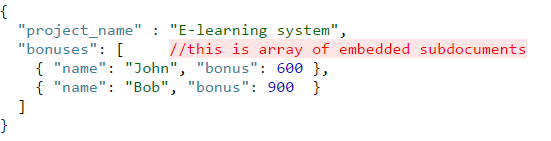 {
"project_name" : "E-learning system",
"bonuses": [ //this is array of embedded subdocuments
{ "name": "John", "bonus": 600 },
{ "name": "Bob", "bonus": 900 }
]
}